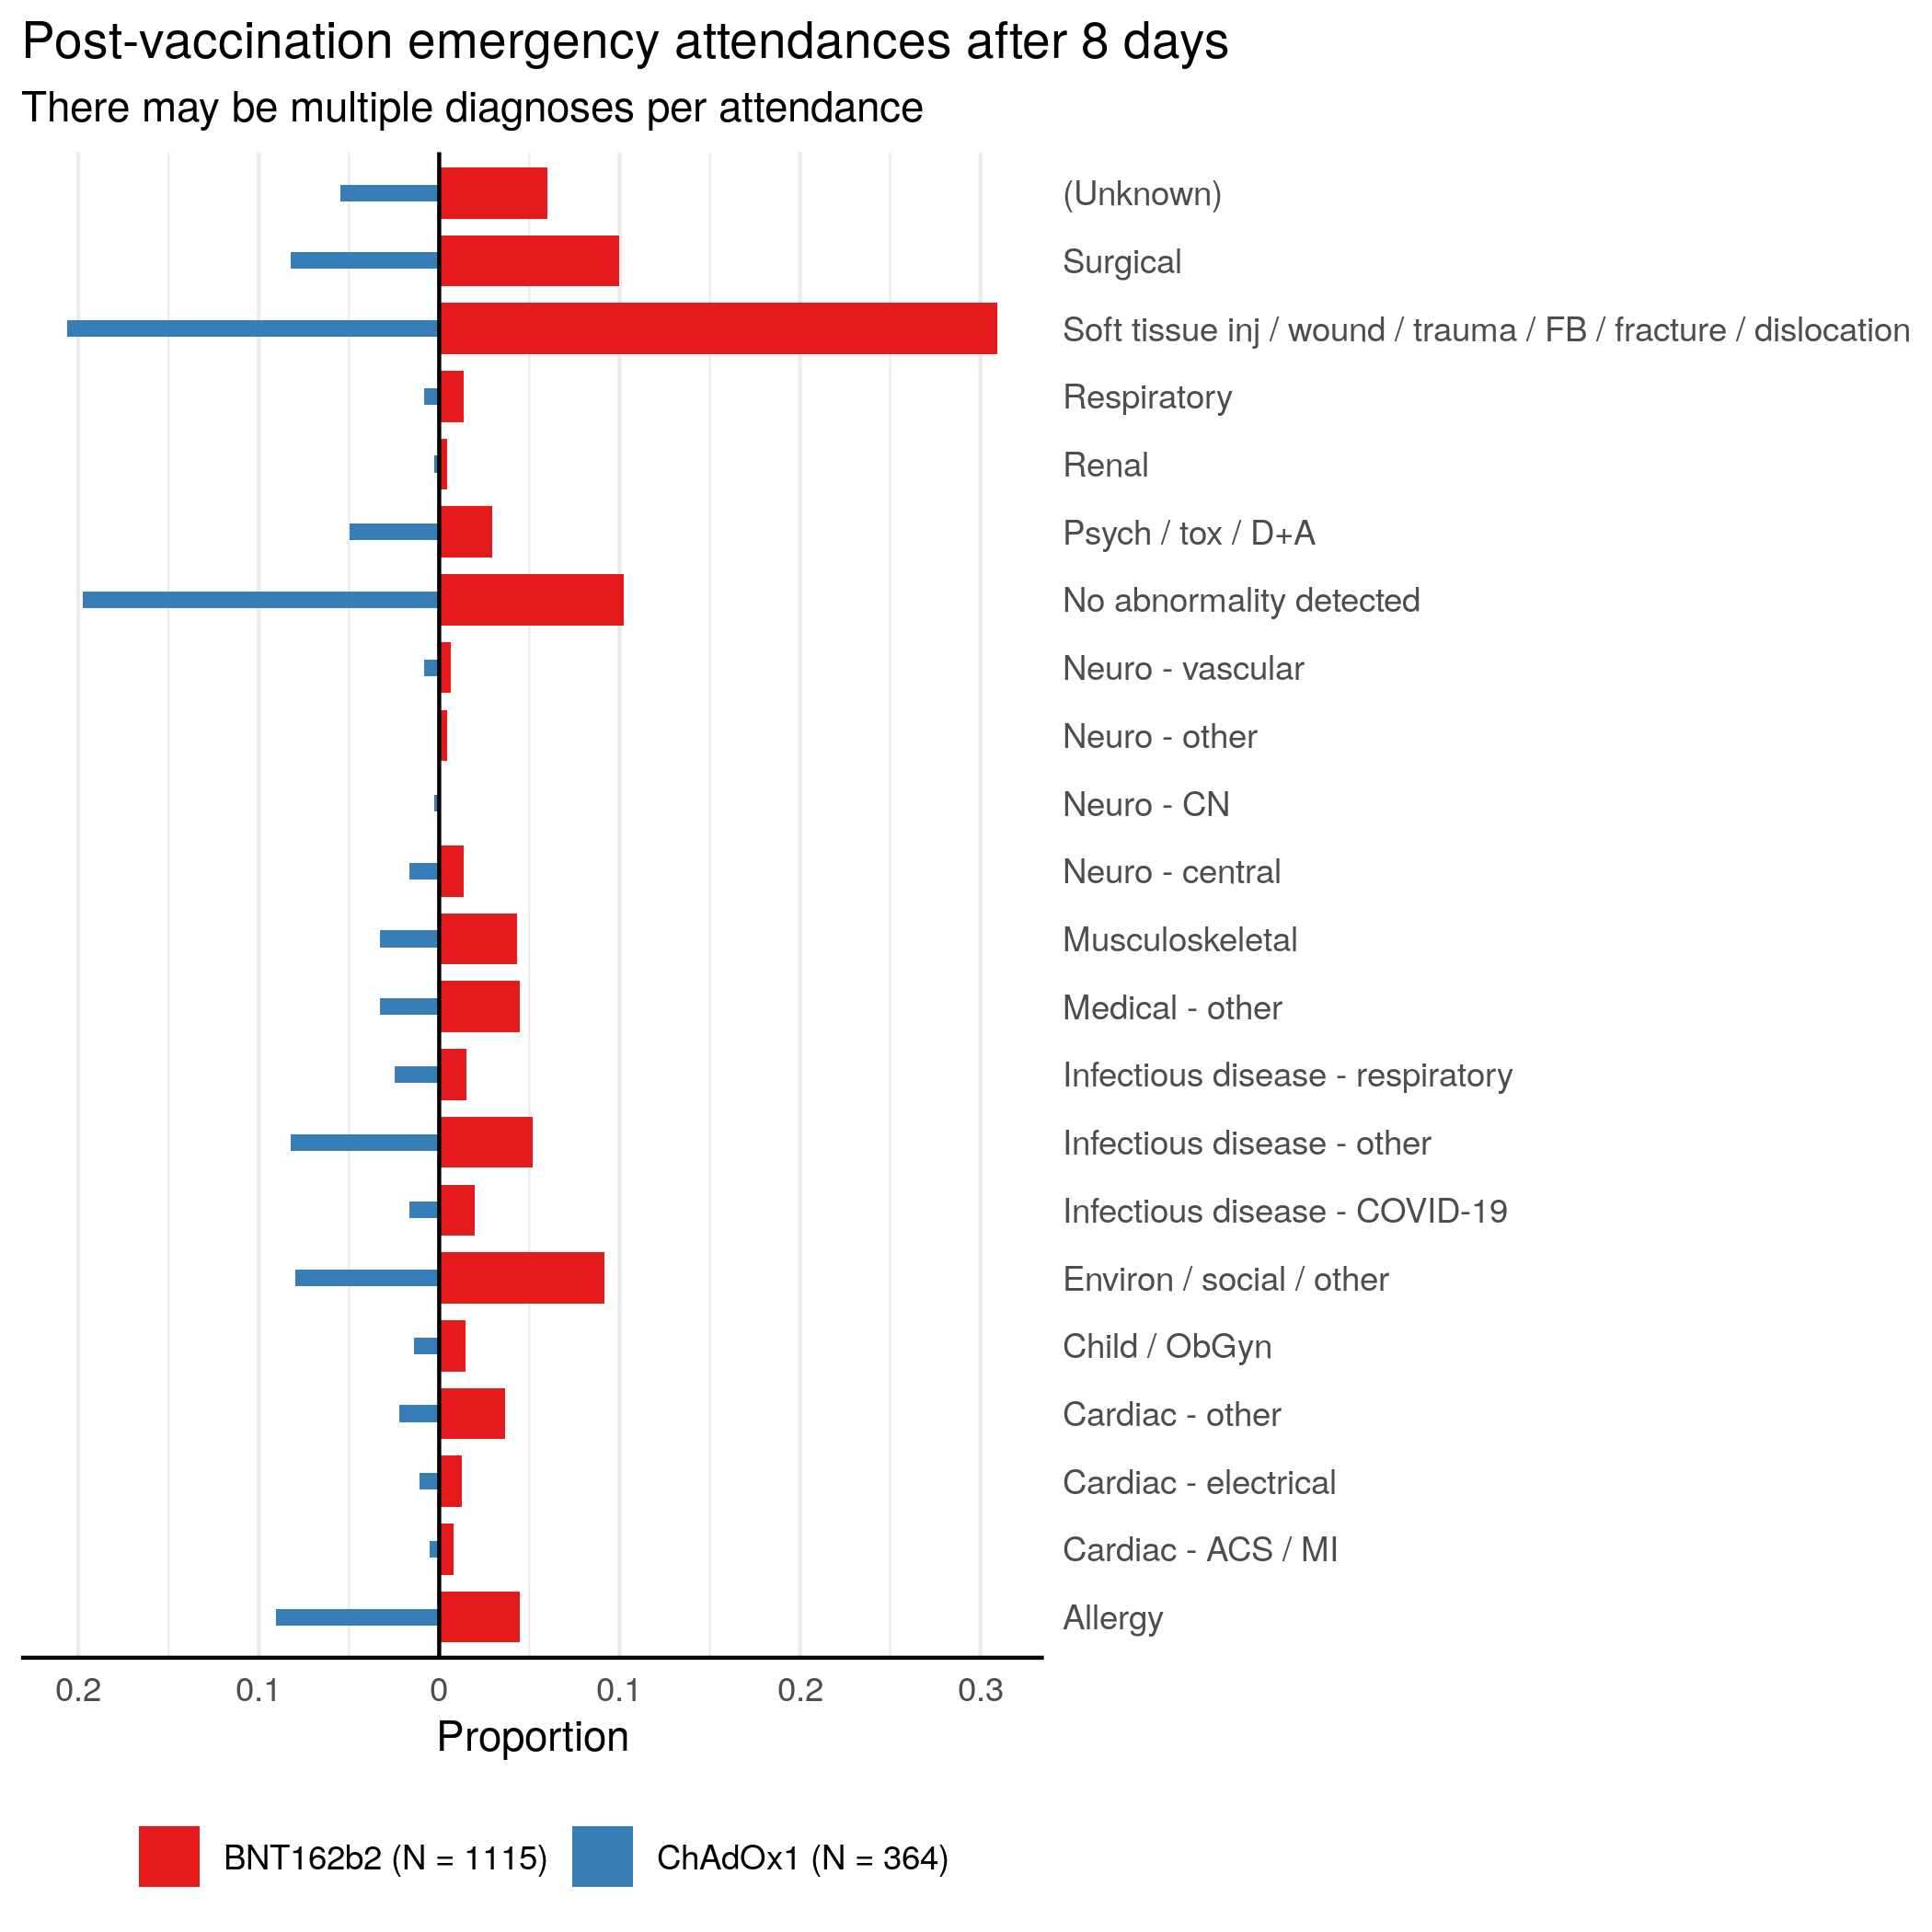 Post-vaccination emergency attendances after 8 days
There may be multiple diagnoses per attendance
(Unknown)
Surgical
Soft tissue inj / wound / trauma / FB / fracture / dislocation
Respiratory
Renal
Psych / tox / D+A
No abnormality detected
Neuro - vascular
Neuro - other
Neuro - CN
Neuro - central
Musculoskeletal
Medical - other
Infectious disease - respiratory
Infectious disease - other
Infectious disease - COVID-19
Environ / social / other
Child / ObGyn
Cardiac - other
Cardiac - electrical
Cardiac - ACS / MI
Allergy
0.2 0.1 0 0.1 0.2 0.3
Proportion
BNT162b2 (N = 1115) ChAdOx1 (N = 364)